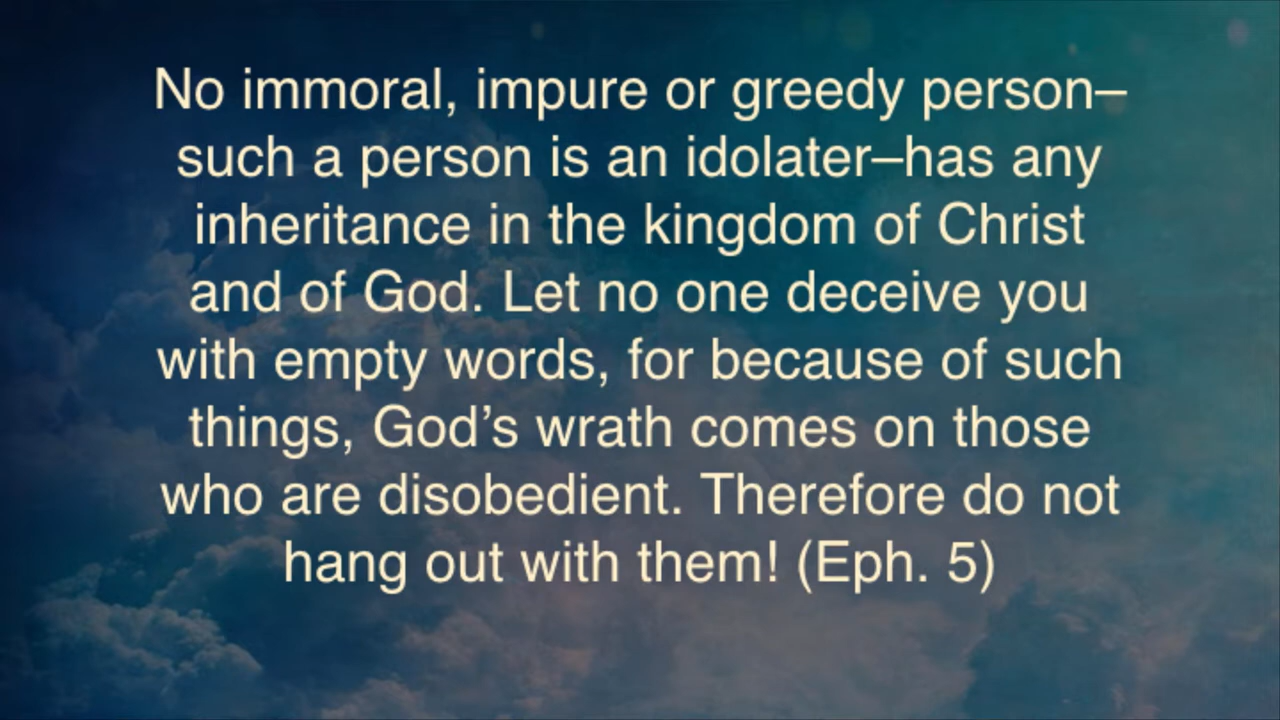 No immoral, impure or greedy person–
such a person is an idolater–has any
inheritance in the kingdom of Christ
and of God. Let no one deceive you
with empty words, for because of such
things, God’s wrath comes on those
who are disobedient. Therefore do not
hang out with them! (Eph. 5)